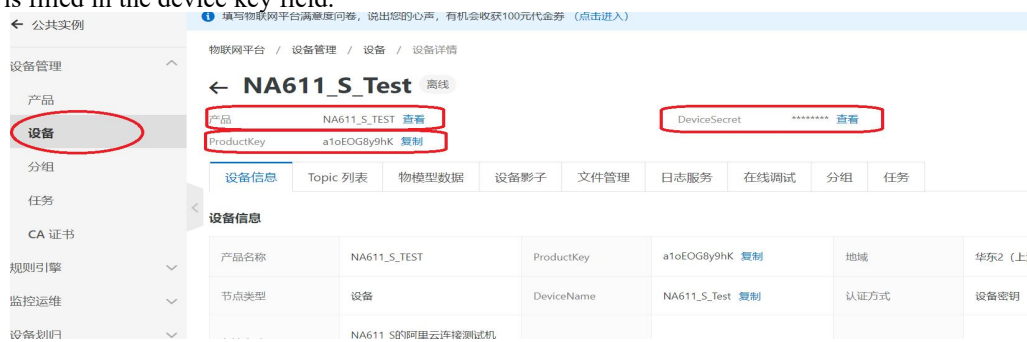 is filled in the device key field.
← 公共实例
填写物联网平台满意度问卷，说出您的心声，有机会收获100元代金券 （点击进入）
物联网平台 / 设备管理 / 设备 / 设备详情
设备管理
← NA611_S_Test 离线
产品
产品 NA611_S_TEST 查看
DeviceSecret ******** 查看
设备
ProductKey a1oEOG8y9hK 复制
分组
设备信息 Topic 列表 物模型数据 设备影子 文件管理 日志服务 在线调试 分组 任务
任务
设备信息
CA 证书
产品名称 NA611_S_TEST ProductKey a1oEOG8y9hK 复制 地域 华东2（上
规则引擎
节点类型 设备 DeviceName NA611_S_Test 复制 认证方式 设备密钥
监控运维
设备划归
NA611_S的阿里云连接测试机